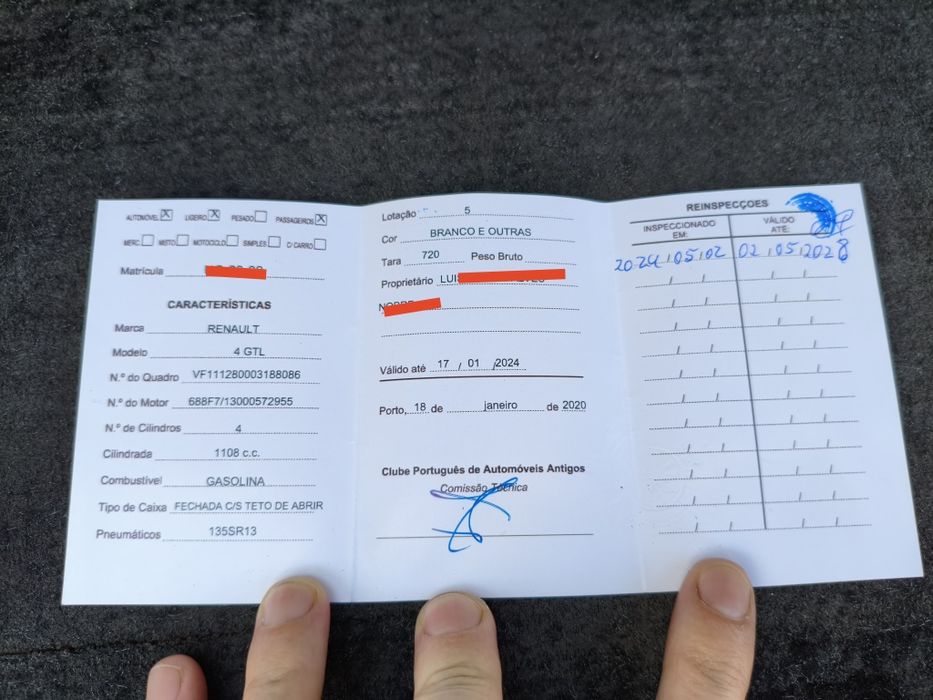 AUTOMÓVEL X LIGEIRO X PESADO PASSAGEIROS X
MERC. MISTO MOTOCICLO SIMPLES C/ CARRO
Matrícula
CARACTERÍSTICAS
Marca RENAULT
Modelo 4 GTL
N.º do Quadro VF111280003188086
N.º do Motor 688F7/13000572955
N.º de Cilindros 4
Cilindrada 1108 c.c.
Combustível GASOLINA
Tipo de Caixa FECHADA C/S TETO DE ABRIR
Pneumáticos 135SR13
Lotação 5
Cor BRANCO E OUTRAS
Tara 720 Peso Bruto
Proprietário LUIS
Válido até 17 / 01 / 2024
Porto, 18 de janeiro de 2020
Clube Português de Automóveis Antigos
Comissão Técnica
REINSPECÇOES
INSPECCIONADO EM: VÁLIDO ATÉ:
2024/05/02 02/05/2028